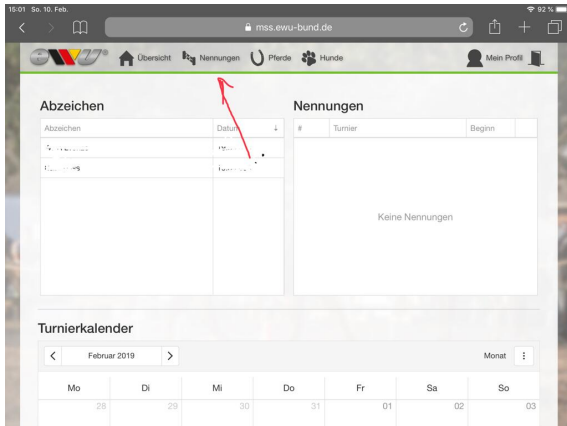 15:01 So. 10. Feb. 92 %
mss.ewu-bund.de
ewu Übersicht Nennungen Pferde Hunde Mein Profil
Abzeichen
Abzeichen Datum ↓
Nennungen
# Turnier Beginn
Keine Nennungen
Turnierkalender
Februar 2019 Monat
Mo Di Mi Do Fr Sa So
28 29 30 31 01 02 03